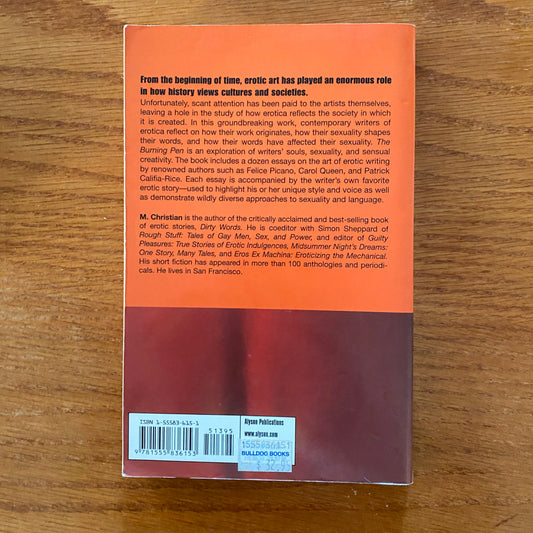 From the beginning of time, erotic art has played an enormous role
in how history views cultures and societies.
Unfortunately, scant attention has been paid to the artists themselves,
leaving a hole in the study of how erotica reflects the society in which
it is created. In this groundbreaking work, contemporary writers of
erotica reflect on how their work originates, how their sexuality shapes
their words, and how their words have affected their sexuality. The
Burning Pen is an exploration of writers' souls, sexuality, and sensual
creativity. The book includes a dozen essays on the art of erotic writing
by renowned authors such as Felice Picano, Carol Queen, and Patrick
Califia-Rice. Each essay is accompanied by the writer's own favorite
erotic story—used to highlight his or her unique style and voice as well
as demonstrate wildly diverse approaches to sexuality and language.
M. Christian is the author of the critically acclaimed and best-selling book
of erotic stories, Dirty Words. He is coeditor with Simon Sheppard of
Rough Stuff: Tales of Gay Men, Sex, and Power, and editor of Guilty
Pleasures: True Stories of Erotic Indulgences, Midsummer Night's Dreams:
One Story, Many Tales, and Eros Ex Machina: Eroticizing the Mechanical.
His short fiction has appeared in more than 100 anthologies and periodi-
cals. He lives in San Francisco.
ISBN 1-55583-615-1
51395
9 781555 836153
Alyson Publications
www.alyson.com
1555836151
BULLDOG BOOKS
$ 32.95